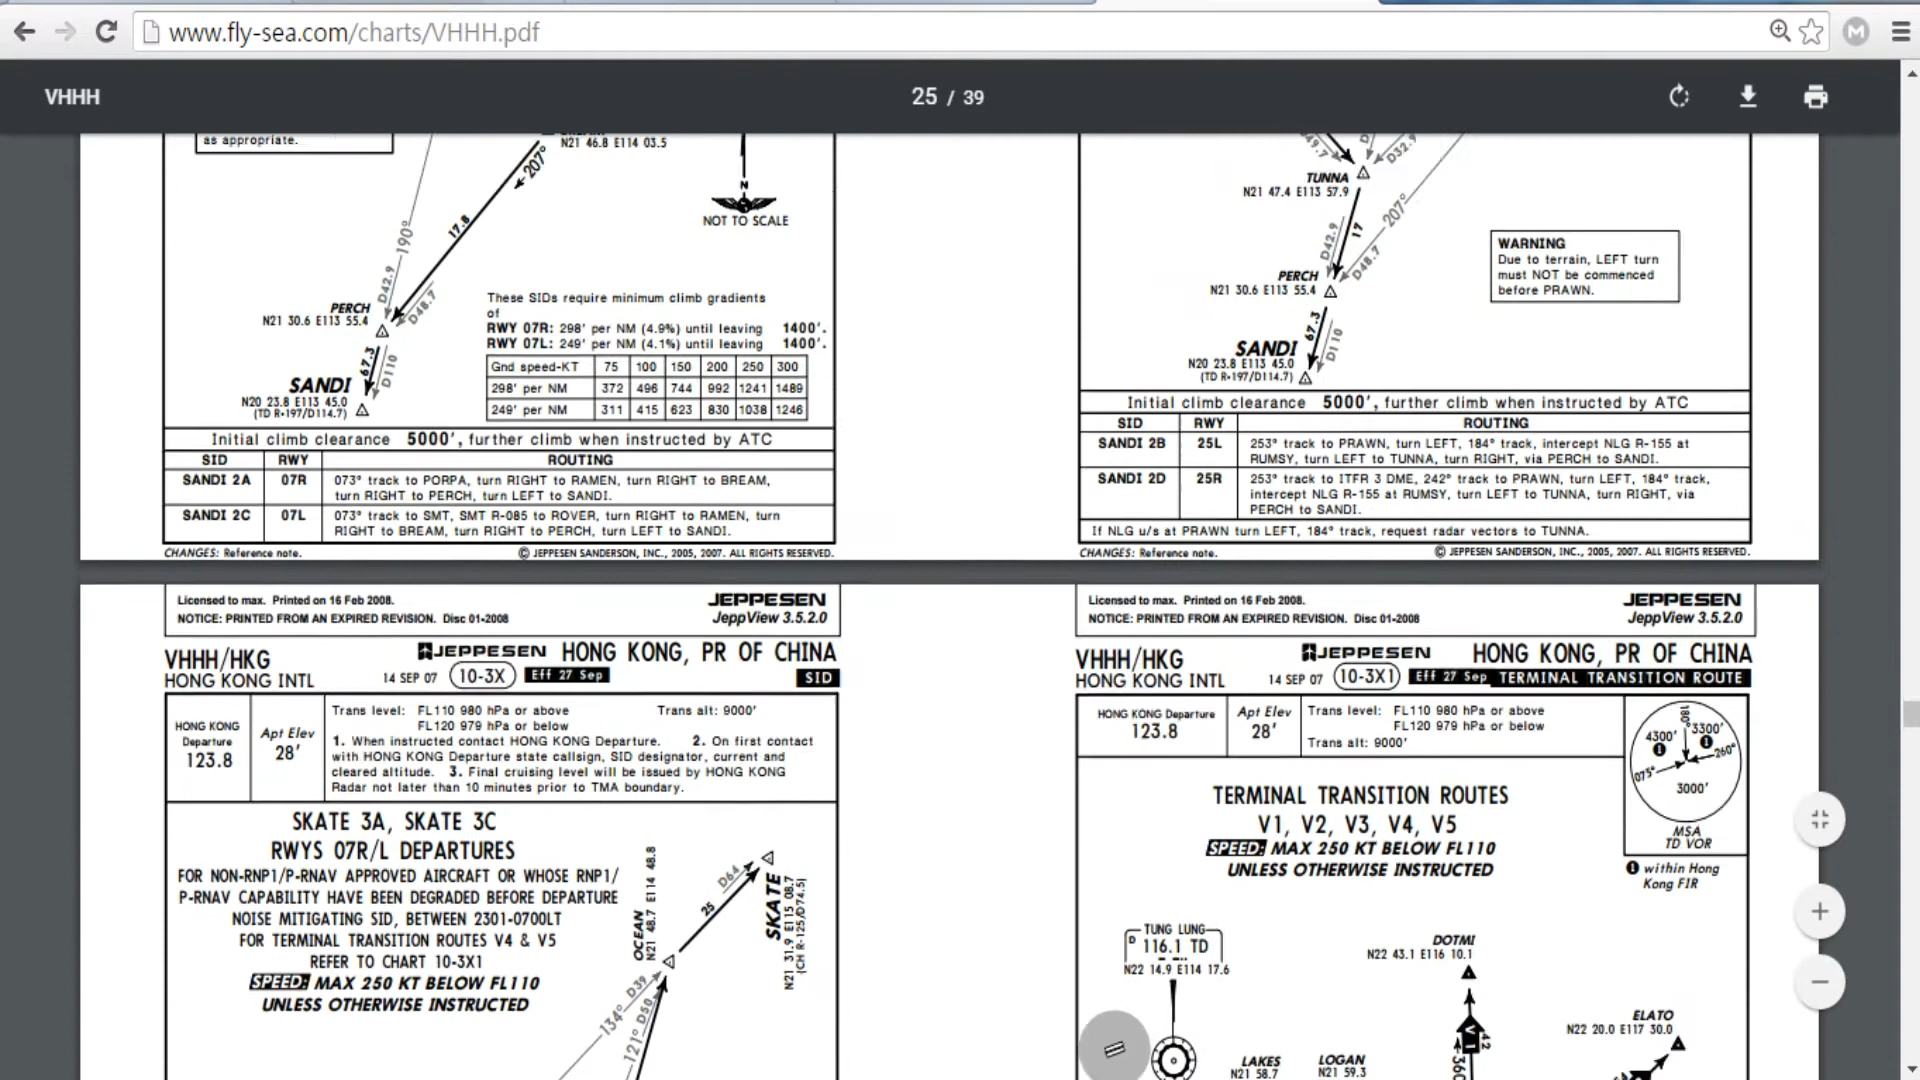 www.fly-sea.com/charts/VHHH.pdf
M
VHHH
25 / 39
as appropriate.
N21 46.8 E114 03.5
207°
17.8
190°
D42.9
D48.7
N
NOT TO SCALE
PERCH
N21 30.6 E113 55.4
67.3
D110
SANDI
N20 23.8 E113 45.0
(TD R-197/D114.7)
These SIDs require minimum climb gradients
of
RWY 07R: 298' per NM (4.9%) until leaving 1400'.
RWY 07L: 249' per NM (4.1%) until leaving 1400'.
Gnd speed-KT 75 100 150 200 250 300
298' per NM 372 496 744 992 1241 1489
249' per NM 311 415 623 830 1038 1246
Initial climb clearance 5000', further climb when instructed by ATC
SID RWY ROUTING
SANDI 2A 07R 073° track to PORPA, turn RIGHT to RAMEN, turn RIGHT to BREAM,
turn RIGHT to PERCH, turn LEFT to SANDI.
SANDI 2C 07L 073° track to SMT, SMT R-085 to ROVER, turn RIGHT to RAMEN, turn
RIGHT to BREAM, turn RIGHT to PERCH, turn LEFT to SANDI.
CHANGES: Reference note. © JEPPESEN SANDERSON, INC., 2005, 2007. ALL RIGHTS RESERVED.
D49.7
D32.9
TUNNA
N21 47.4 E113 57.9
207°
D42.9
17
D48.7
PERCH
N21 30.6 E113 55.4
67.3
D110
SANDI
N20 23.8 E113 45.0
(TD R-197/D114.7)
WARNING
Due to terrain, LEFT turn
must NOT be commenced
before PRAWN.
Initial climb clearance 5000', further climb when instructed by ATC
SID RWY ROUTING
SANDI 2B 25L 253° track to PRAWN, turn LEFT, 184° track, intercept NLG R-155 at
RUMSY, turn LEFT to TUNNA, turn RIGHT, via PERCH to SANDI.
SANDI 2D 25R 253° track to ITFR 3 DME, 242° track to PRAWN, turn LEFT, 184° track,
intercept NLG R-155 at RUMSY, turn LEFT to TUNNA, turn RIGHT, via
PERCH to SANDI.
If NLG u/s at PRAWN turn LEFT, 184° track, request radar vectors to TUNNA.
CHANGES: Reference note. © JEPPESEN SANDERSON, INC., 2005, 2007. ALL RIGHTS RESERVED.
Licensed to max. Printed on 16 Feb 2008. JEPPESEN
NOTICE: PRINTED FROM AN EXPIRED REVISION. Disc 01-2008 JeppView 3.5.2.0
VHHH/HKG JEPPESEN HONG KONG, PR OF CHINA
HONG KONG INTL 14 SEP 07 10-3X Eff 27 Sep SID
HONG KONG
Departure
123.8
Apt Elev
28'
Trans level: FL110 980 hPa or above Trans alt: 9000'
FL120 979 hPa or below
1. When instructed contact HONG KONG Departure. 2. On first contact
with HONG KONG Departure state callsign, SID designator, current and
cleared altitude. 3. Final cruising level will be issued by HONG KONG
Radar not later than 10 minutes prior to TMA boundary.
SKATE 3A, SKATE 3C
RWYS 07R/L DEPARTURES
FOR NON-RNP1/P-RNAV APPROVED AIRCRAFT OR WHOSE RNP1/
P-RNAV CAPABILITY HAVE BEEN DEGRADED BEFORE DEPARTURE
NOISE MITIGATING SID, BETWEEN 2301-0700LT
FOR TERMINAL TRANSITION ROUTES V4 & V5
REFER TO CHART 10-3X1
SPEED: MAX 250 KT BELOW FL110
UNLESS OTHERWISE INSTRUCTED
OCEAN
N21 48.7 E114 48.8
D64
25
SKATE
N21 31.9 E115 08.7
(CH R-125/D74.5)
134°
D39
121°
D50
Licensed to max. Printed on 16 Feb 2008. JEPPESEN
NOTICE: PRINTED FROM AN EXPIRED REVISION. Disc 01-2008 JeppView 3.5.2.0
VHHH/HKG JEPPESEN HONG KONG, PR OF CHINA
HONG KONG INTL 14 SEP 07 10-3X1 Eff 27 Sep TERMINAL TRANSITION ROUTE
HONG KONG Departure
123.8
Apt Elev
28'
Trans level: FL110 980 hPa or above
FL120 979 hPa or below
Trans alt: 9000'
180°
4300'
3300'
075°
260°
3000'
MSA
TD VOR
1 within Hong
Kong FIR
TERMINAL TRANSITION ROUTES
V1, V2, V3, V4, V5
SPEED: MAX 250 KT BELOW FL110
UNLESS OTHERWISE INSTRUCTED
TUNG LUNG
D 116.1 TD
N22 14.9 E114 17.6
DOTMI
N22 43.1 E116 10.1
ELATO
N22 20.0 E117 30.0
V1
42
360
LAKES
N21 58.7
LOGAN
N21 59.3